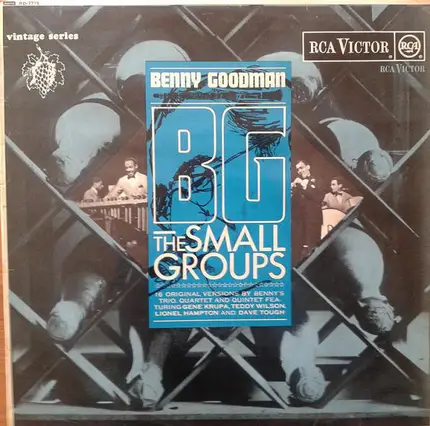 vintage series
RCA VICTOR
RCA
RCA VICTOR
BENNY GOODMAN
BG
THE SMALL
GROUPS
16 ORIGINAL VERSIONS BY BENNY'S
TRIO, QUARTET AND QUINTET FEA-
TURING GENE KRUPA, TEDDY WILSON,
LIONEL HAMPTON AND DAVE TOUGH